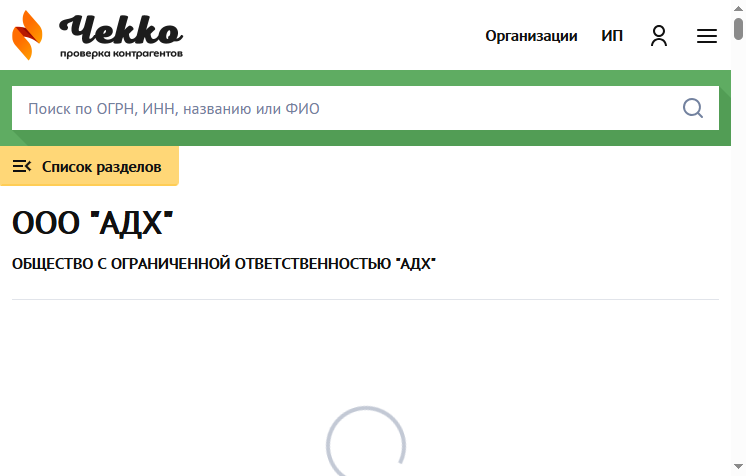 Чекко
проверка контрагентов
Организации ИП
Поиск по ОГРН, ИНН, названию или ФИО
Список разделов
ООО "АДХ"
ОБЩЕСТВО С ОГРАНИЧЕННОЙ ОТВЕТСТВЕННОСТЬЮ "АДХ"